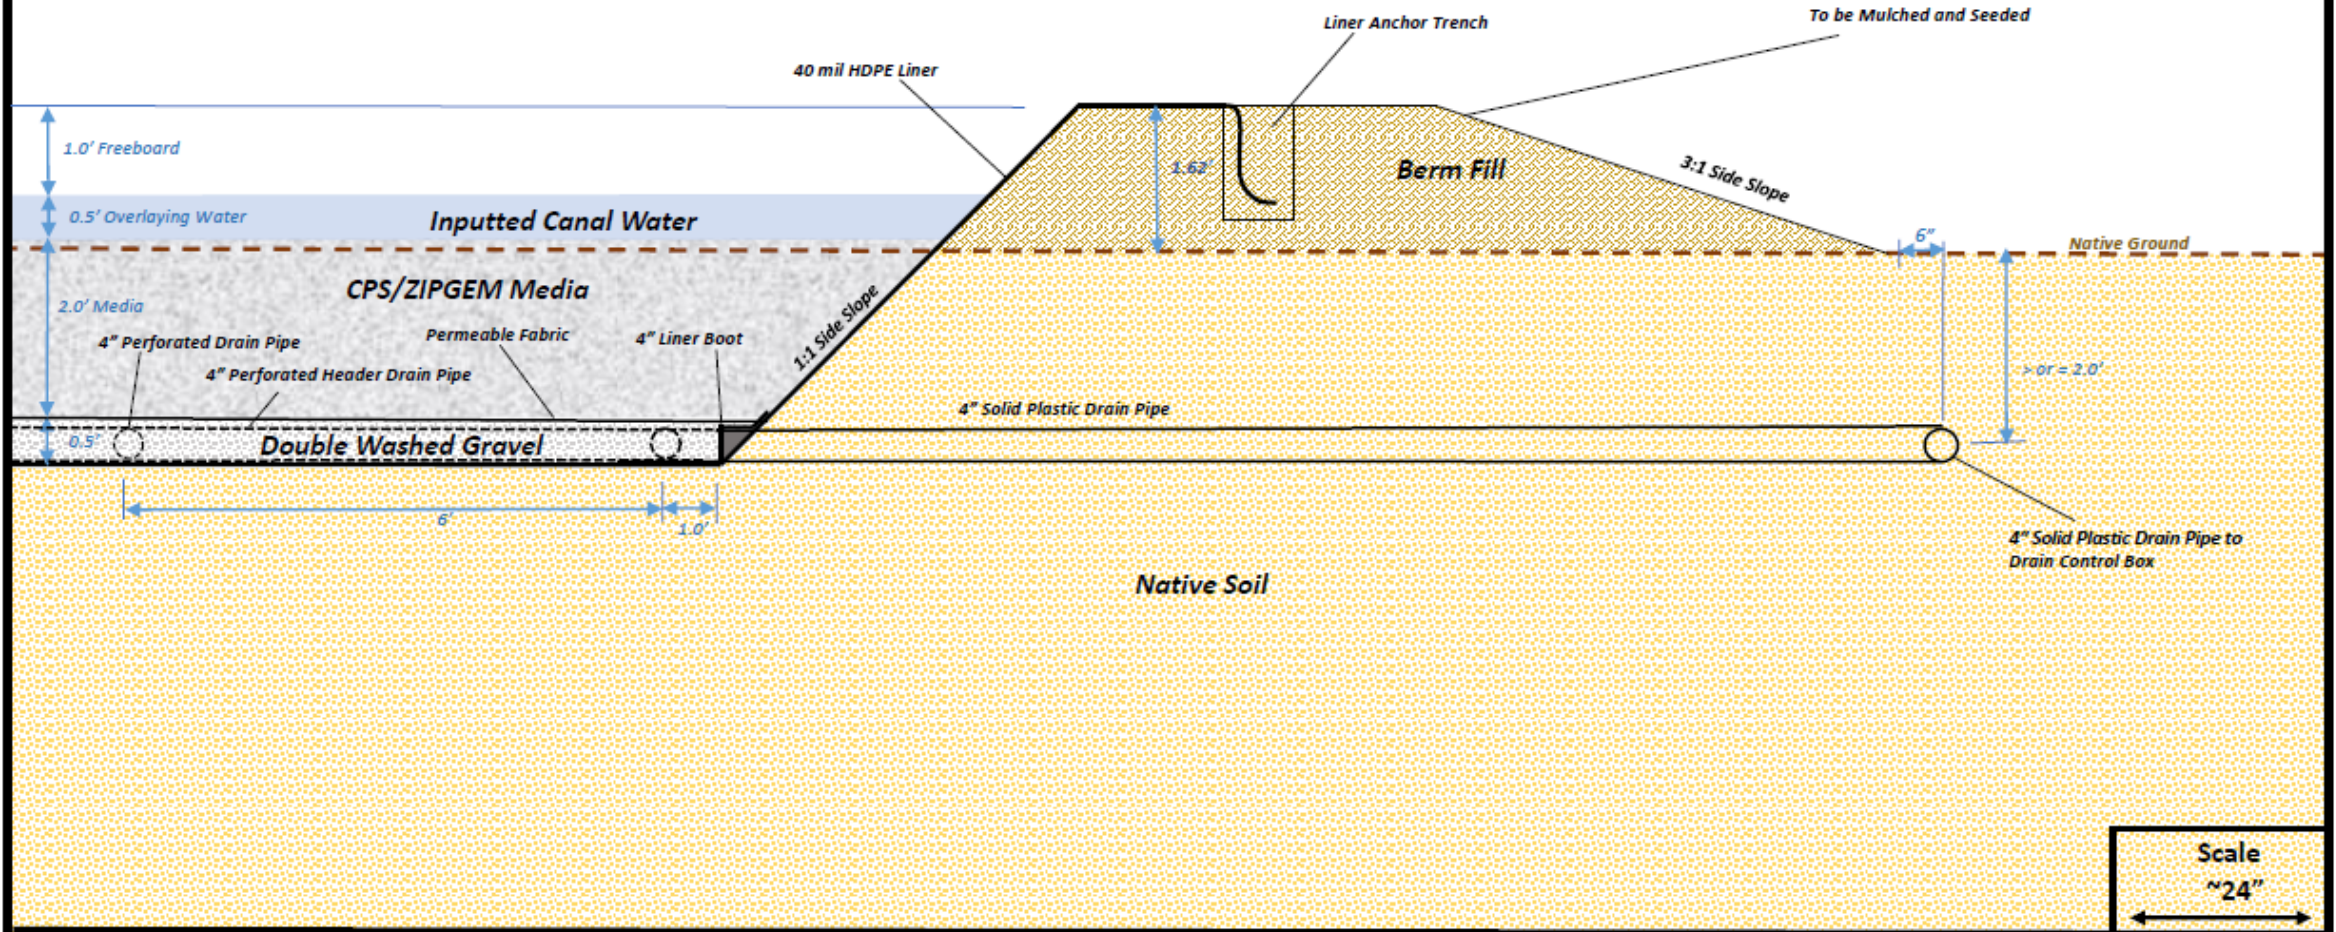 Liner Anchor Trench
To be Mulched and Seeded
40 mil HDPE Liner
1.0' Freeboard
1.62'
Berm Fill
3:1 Side Slope
0.5' Overlaying Water
Inputted Canal Water
6"
Native Ground
CPS/ZIPGEM Media
2.0' Media
1:1 Side Slope
4" Perforated Drain Pipe
Permeable Fabric
4" Liner Boot
4" Perforated Header Drain Pipe
> or = 2.0'
4" Solid Plastic Drain Pipe
0.5'
Double Washed Gravel
6'
1.0'
4" Solid Plastic Drain Pipe to
Drain Control Box
Native Soil
Scale
~24"